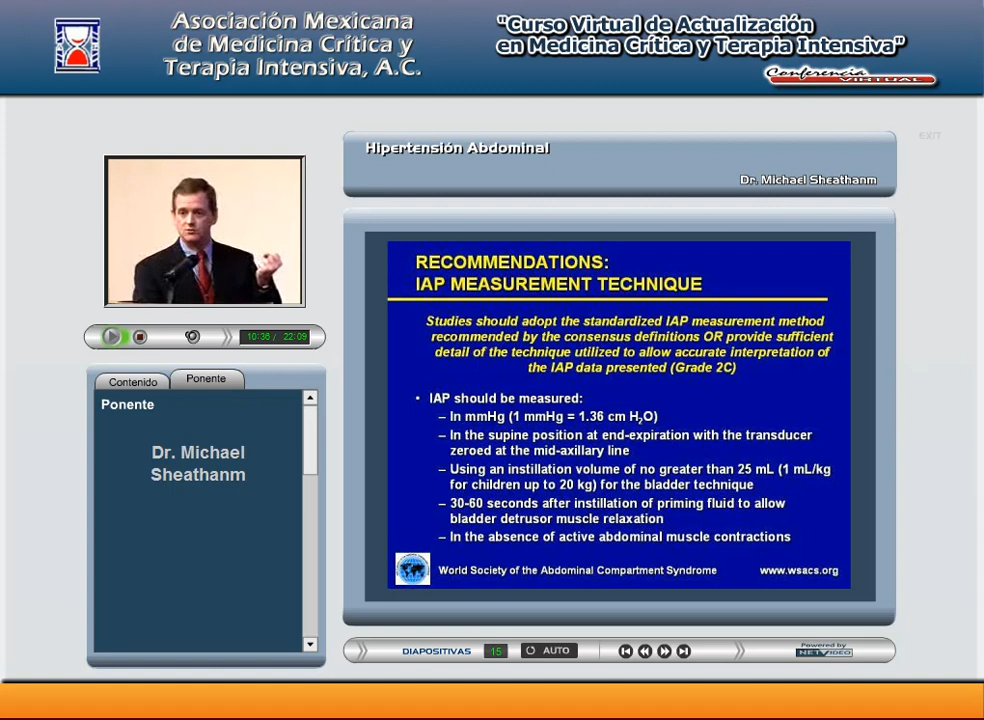 Asociación Mexicana
de Medicina Crítica y
Terapia Intensiva, A.C.
"Curso Virtual de Actualización
en Medicina Crítica y Terapia Intensiva"
Conferencia
VIRTUAL
EXIT
Hipertensión Abdominal
Dr. Michael Sheathanm
10:36 / 22:09
Contenido
Ponente
Ponente
Dr. Michael
Sheathanm
RECOMMENDATIONS:
IAP MEASUREMENT TECHNIQUE
Studies should adopt the standardized IAP measurement method
recommended by the consensus definitions OR provide sufficient
detail of the technique utilized to allow accurate interpretation of
the IAP data presented (Grade 2C)
• IAP should be measured:
– In mmHg (1 mmHg = 1.36 cm H₂O)
– In the supine position at end-expiration with the transducer
zeroed at the mid-axillary line
– Using an instillation volume of no greater than 25 mL (1 mL/kg
for children up to 20 kg) for the bladder technique
– 30-60 seconds after instillation of priming fluid to allow
bladder detrusor muscle relaxation
– In the absence of active abdominal muscle contractions
World Society of the Abdominal Compartment Syndrome www.wsacs.org
DIAPOSITIVAS 15 AUTO
Powered by
NETVIDEO